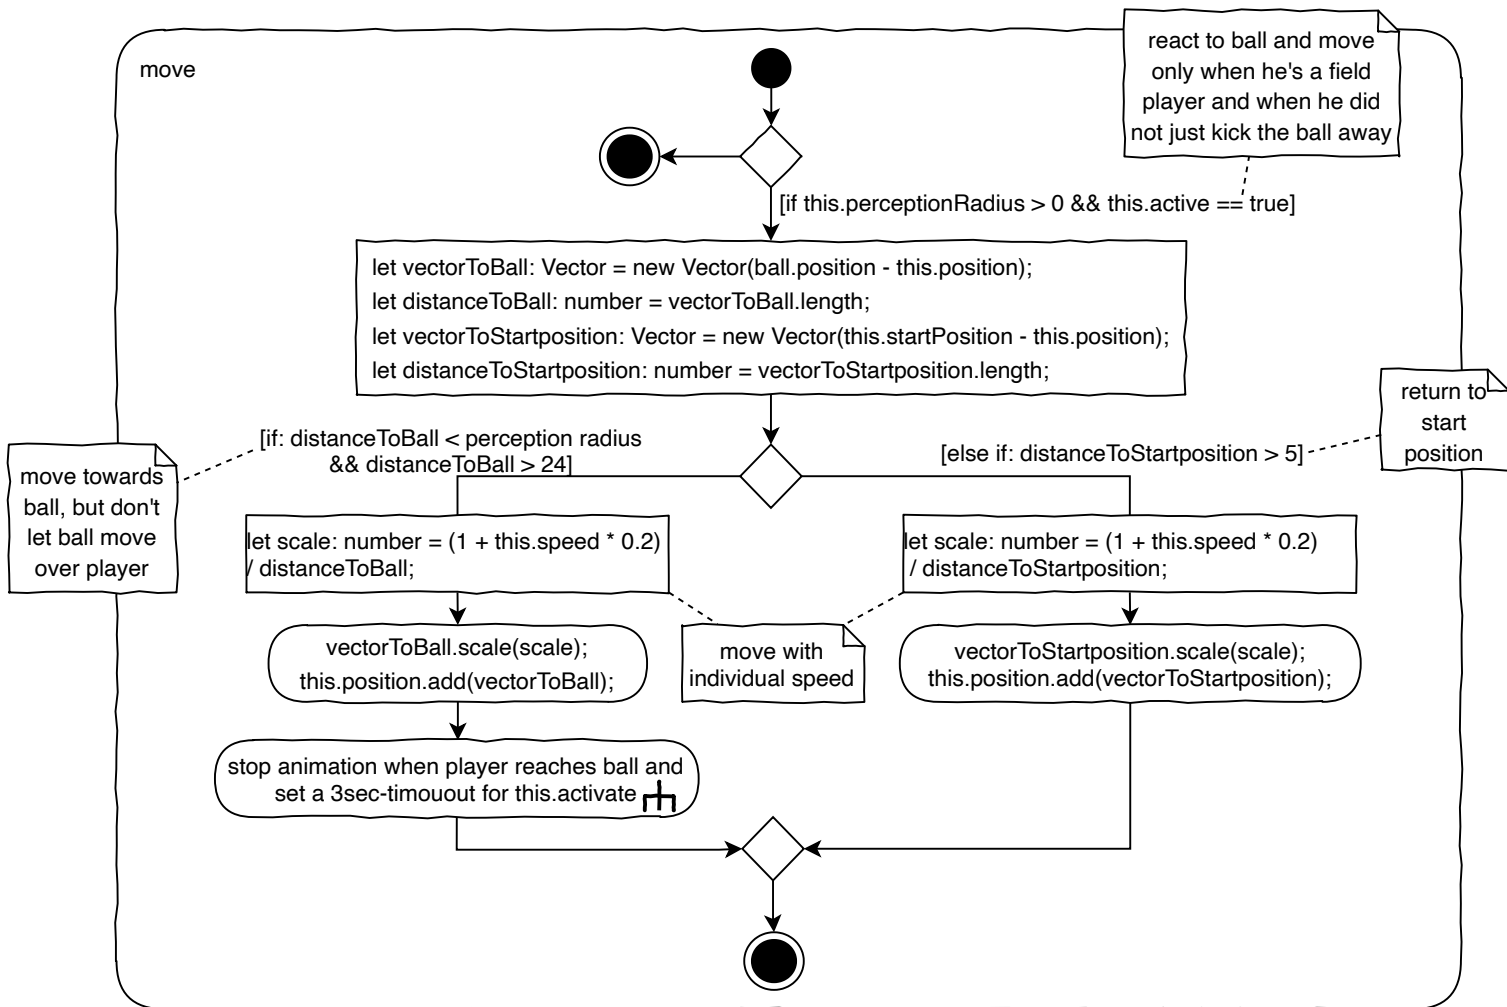 move
react to ball and move
only when he's a field
player and when he did
not just kick the ball away
[if this.perceptionRadius > 0 && this.active == true]
let vectorToBall: Vector = new Vector(ball.position - this.position);
let distanceToBall: number = vectorToBall.length;
let vectorToStartposition: Vector = new Vector(this.startPosition - this.position);
let distanceToStartposition: number = vectorToStartposition.length;
return to
start
position
[if: distanceToBall < perception radius
&& distanceToBall > 24]
[else if: distanceToStartposition > 5]
move towards
ball, but don't
let ball move
over player
let scale: number = (1 + this.speed * 0.2)
/ distanceToBall;
let scale: number = (1 + this.speed * 0.2)
/ distanceToStartposition;
vectorToBall.scale(scale);
this.position.add(vectorToBall);
move with
individual speed
vectorToStartposition.scale(scale);
this.position.add(vectorToStartposition);
stop animation when player reaches ball and
set a 3sec-timouout for this.activate